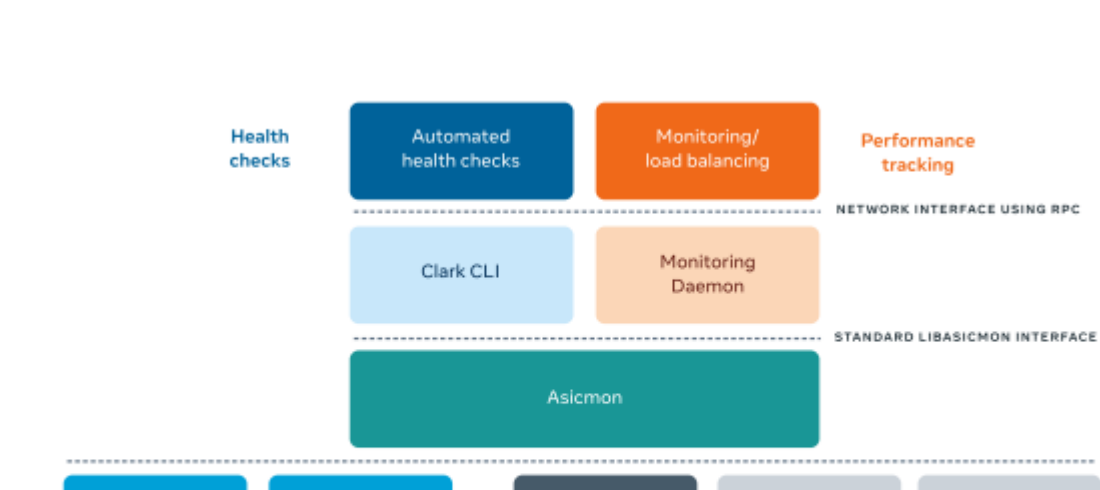 Health
checks
Automated
health checks
Monitoring/
load balancing
Performance
tracking
NETWORK INTERFACE USING RPC
Clark CLI
Monitoring
Daemon
STANDARD LIBASICMON INTERFACE
Asicmon